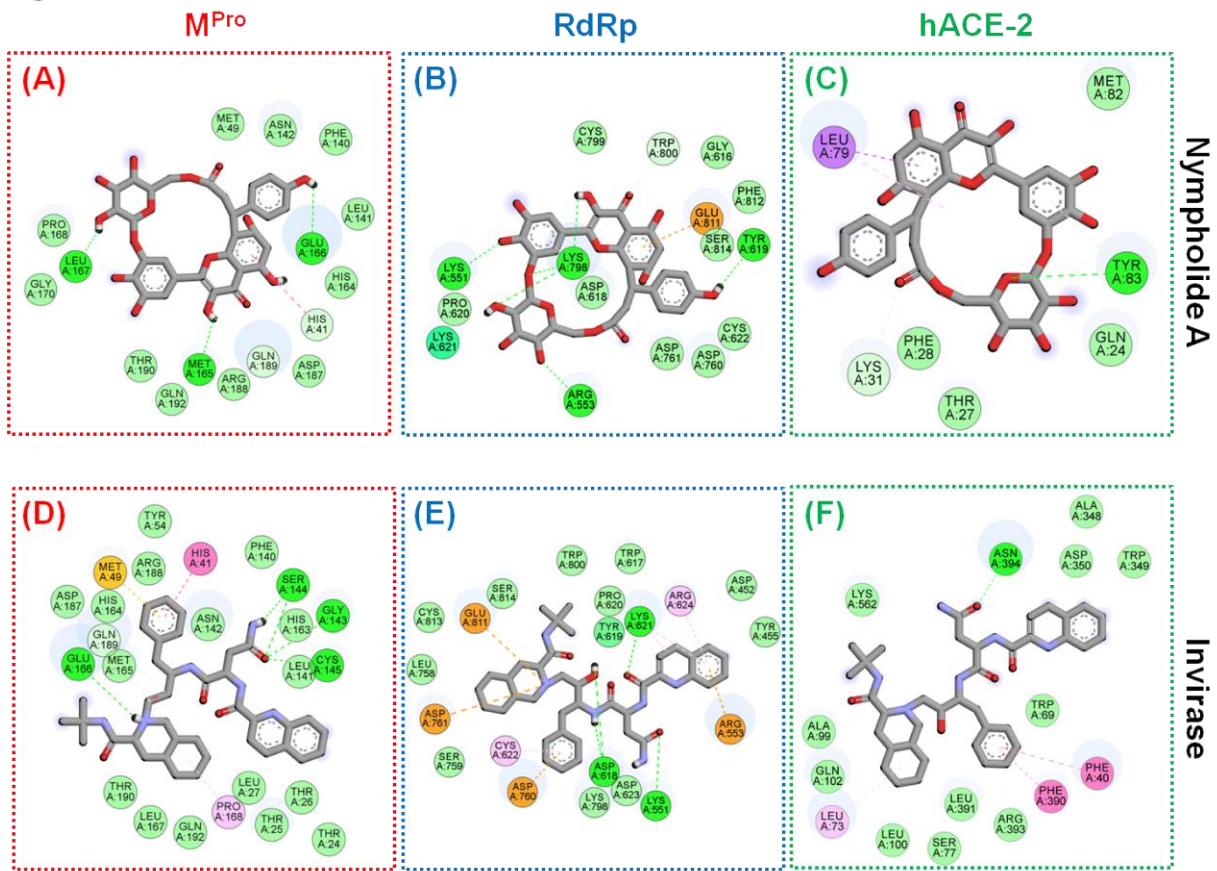 M^Pro
RdRp
hACE-2
(A)
MET
A:49
ASN
A:142
PHE
A:140
LEU
A:141
GLU
A:166
PRO
A:168
LEU
A:167
GLY
A:170
HIS
A:164
HIS
A:41
GLN
A:189
ASP
A:187
THR
A:190
MET
A:165
ARG
A:188
GLN
A:192
(B)
CYS
A:799
TRP
A:800
GLY
A:616
PHE
A:812
GLU
A:811
SER
A:814
TYR
A:619
LYS
A:551
LYS
A:798
ASP
A:618
PRO
A:620
LYS
A:621
CYS
A:622
ASP
A:761
ASP
A:760
ARG
A:553
(C)
MET
A:82
LEU
A:79
TYR
A:83
GLN
A:24
PHE
A:28
LYS
A:31
THR
A:27
Nympholide A
(D)
TYR
A:54
HIS
A:41
PHE
A:140
MET
A:49
ARG
A:188
SER
A:144
ASP
A:187
HIS
A:164
ASN
A:142
HIS
A:163
GLY
A:143
GLN
A:189
GLU
A:166
MET
A:165
LEU
A:141
CYS
A:145
THR
A:190
LEU
A:27
THR
A:26
PRO
A:168
LEU
A:167
GLN
A:192
THR
A:25
THR
A:24
(E)
TRP
A:800
TRP
A:617
SER
A:814
PRO
A:620
ARG
A:624
ASP
A:452
CYS
A:813
GLU
A:811
TYR
A:619
LYS
A:621
TYR
A:455
LEU
A:758
ASP
A:761
ARG
A:553
SER
A:759
CYS
A:622
ASP
A:760
ASP
A:618
LYS
A:798
ASP
A:623
LYS
A:551
(F)
ALA
A:348
ASN
A:394
ASP
A:350
TRP
A:349
LYS
A:562
TRP
A:69
ALA
A:99
GLN
A:102
PHE
A:40
PHE
A:390
LEU
A:73
LEU
A:391
ARG
A:393
LEU
A:100
SER
A:77
Invirase